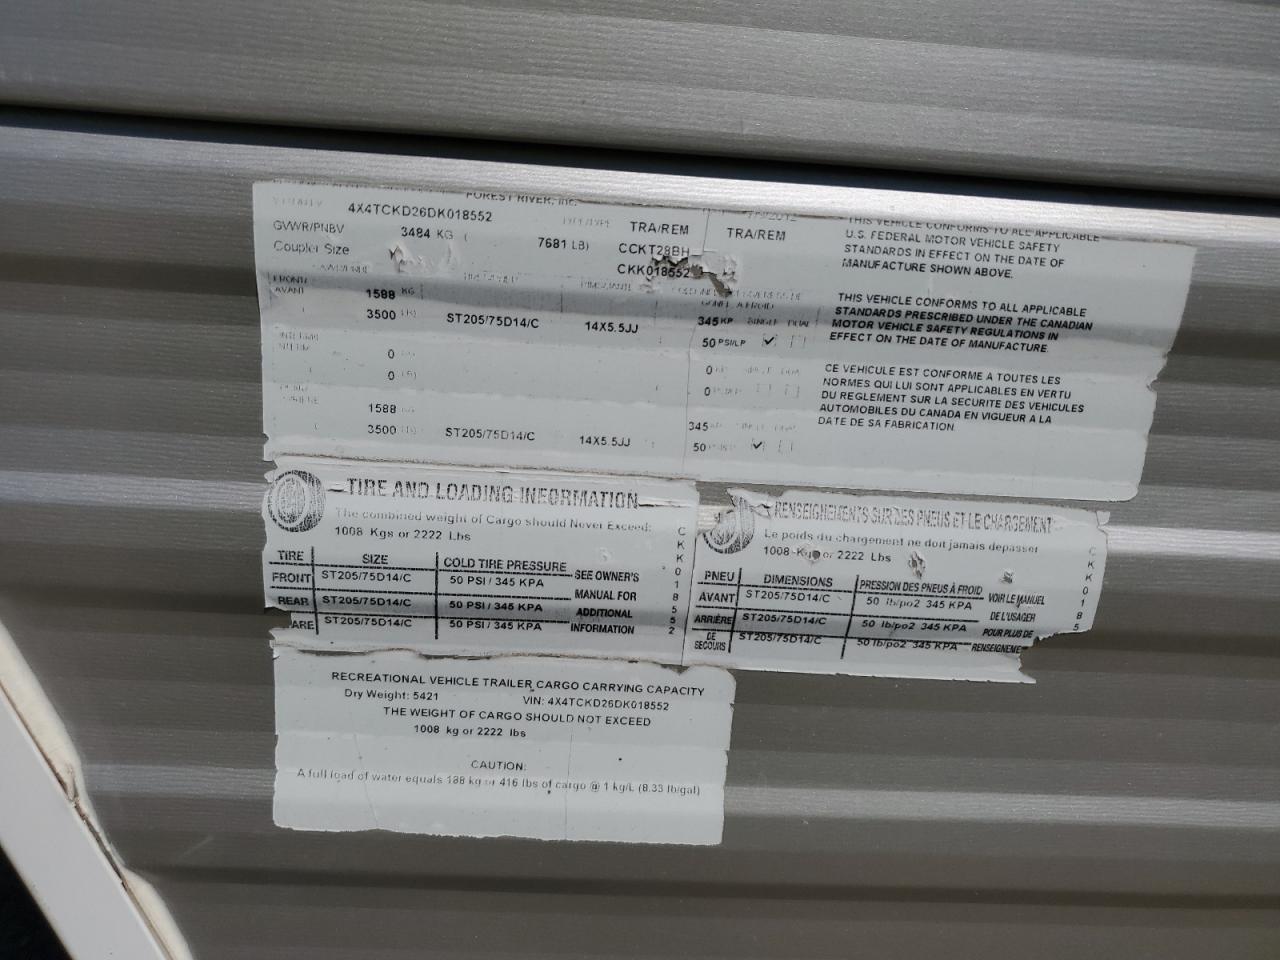 FOREST RIVER, INC.
4X4TCKD26DK018552 TRA/REM TRA/REM
GVWR/PNBV 3484 KG ( 7681 LB) CCKT28BH
Coupler Size CKK018552
AVANT 1588 KG
3500 ST205/75D14/C 14X5.5JJ 345 KP SINGLE DUAL
50 PSI/LP
0 0
0 0
1588 345
3500 ST205/75D14/C 14X5.5JJ 50
THIS VEHICLE CONFORMS TO ALL APPLICABLE
U.S. FEDERAL MOTOR VEHICLE SAFETY
STANDARDS IN EFFECT ON THE DATE OF
MANUFACTURE SHOWN ABOVE.
THIS VEHICLE CONFORMS TO ALL APPLICABLE
STANDARDS PRESCRIBED UNDER THE CANADIAN
MOTOR VEHICLE SAFETY REGULATIONS IN
EFFECT ON THE DATE OF MANUFACTURE.
CE VEHICULE EST CONFORME A TOUTES LES
NORMES QUI LUI SONT APPLICABLES EN VERTU
DU REGLEMENT SUR LA SECURITE DES VEHICULES
AUTOMOBILES DU CANADA EN VIGUEUR A LA
DATE DE SA FABRICATION.
TIRE AND LOADING INFORMATION
The combined weight of Cargo should Never Exceed:
1008 Kgs or 2222 Lbs
TIRE SIZE COLD TIRE PRESSURE SEE OWNER'S
FRONT ST205/75D14/C 50 PSI / 345 KPA MANUAL FOR
REAR ST205/75D14/C 50 PSI / 345 KPA ADDITIONAL
ARE ST205/75D14/C 50 PSI / 345 KPA INFORMATION
CKK018552
RENSEIGNEMENTS SUR DES PNEUS ET LE CHARGEMENT
Le poids du chargement ne doit jamais depasser
1008 Kgs or 2222 Lbs
PNEU DIMENSIONS PRESSION DES PNEUS À FROID VOIR LE MANUEL
AVANT ST205/75D14/C 50 lb/po2 345 KPA DE L'USAGER
ARRIÈRE ST205/75D14/C 50 lb/po2 345 KPA POUR PLUS DE
DE SECOURS ST205/75D14/C 50 lb/po2 345 KPA RENSEIGNEME
CKK0185
RECREATIONAL VEHICLE TRAILER CARGO CARRYING CAPACITY
Dry Weight: 5421 VIN: 4X4TCKD26DK018552
THE WEIGHT OF CARGO SHOULD NOT EXCEED
1008 kg or 2222 lbs
CAUTION:
A full load of water equals 188 kg or 416 lbs of cargo @ 1 kg/L (8.33 lb/gal)